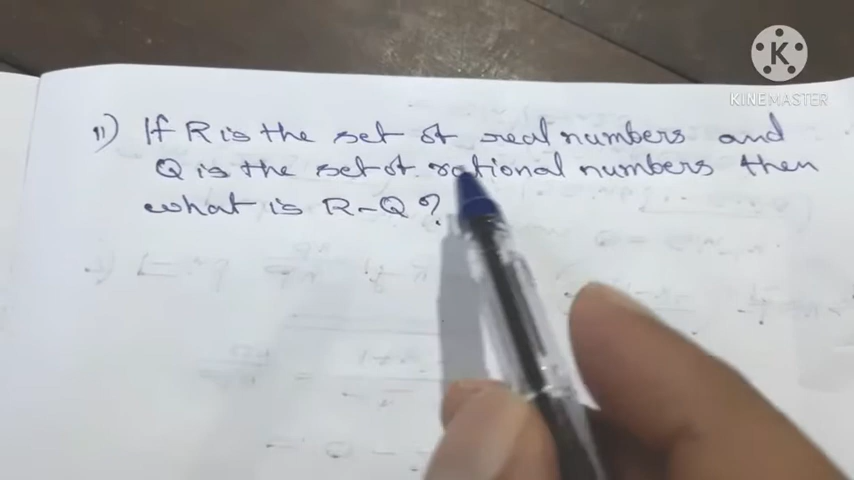 K
KINEMASTER
11) If R is the set of real numbers and
Q is the set of rational numbers then
what is R-Q?